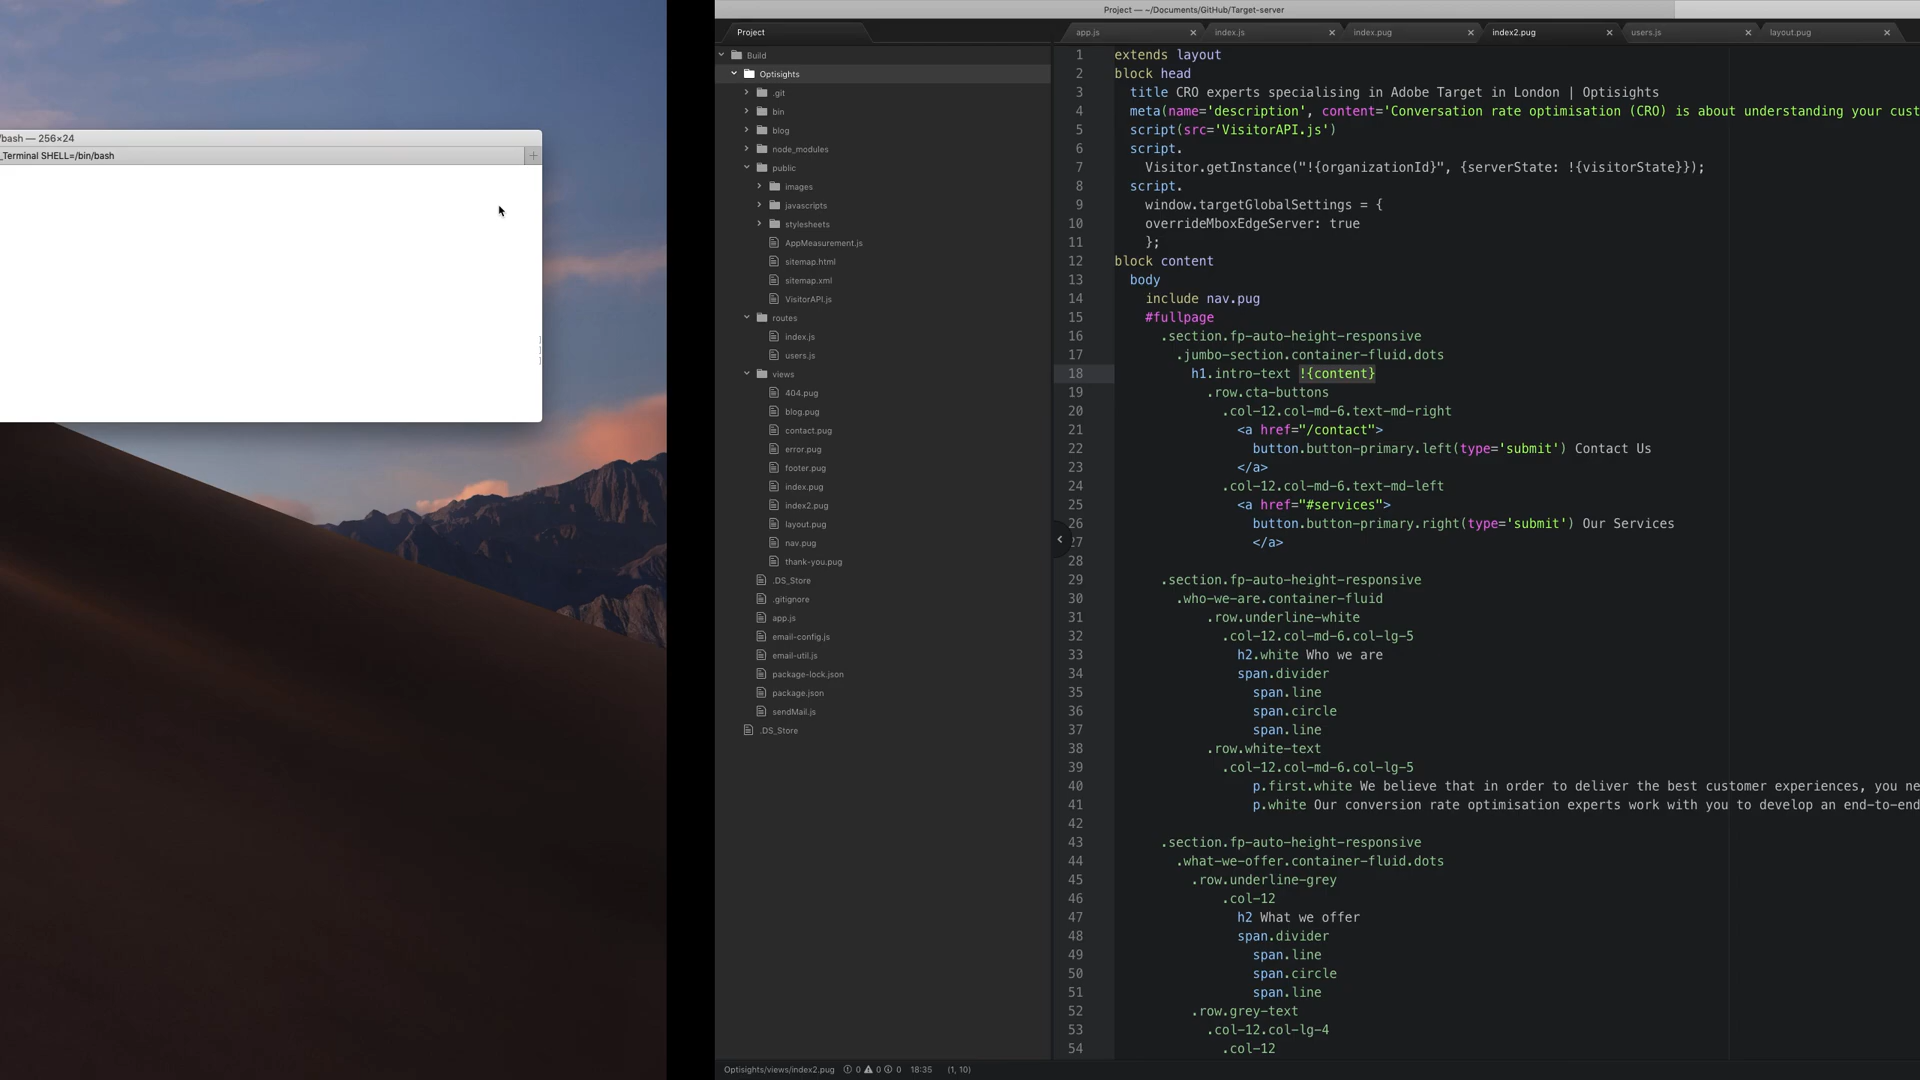 /bash — 256×24
_Terminal SHELL=/bin/bash
Project — ~/Documents/GitHub/Target-server
Project
app.js
index.js
index.pug
index2.pug
users.js
layout.pug
Build
Optisights
.git
bin
blog
node_modules
public
images
javascripts
stylesheets
AppMeasurement.js
sitemap.html
sitemap.xml
VisitorAPI.js
routes
index.js
users.js
views
404.pug
blog.pug
contact.pug
error.pug
footer.pug
index.pug
index2.pug
layout.pug
nav.pug
thank-you.pug
.DS_Store
.gitignore
app.js
email-config.js
email-util.js
package-lock.json
package.json
sendMail.js
.DS_Store
1 extends layout
2 block head
3 title CRO experts specialising in Adobe Target in London | Optisights
4 meta(name='description', content='Conversation rate optimisation (CRO) is about understanding your cust
5 script(src='VisitorAPI.js')
6 script.
7 Visitor.getInstance("!{organizationId}", {serverState: !{visitorState}});
8 script.
9 window.targetGlobalSettings = {
10 overrideMboxEdgeServer: true
11 };
12 block content
13 body
14 include nav.pug
15 #fullpage
16 .section.fp-auto-height-responsive
17 .jumbo-section.container-fluid.dots
18 h1.intro-text !{content}
19 .row.cta-buttons
20 .col-12.col-md-6.text-md-right
21 <a href="/contact">
22 button.button-primary.left(type='submit') Contact Us
23 </a>
24 .col-12.col-md-6.text-md-left
25 <a href="#services">
26 button.button-primary.right(type='submit') Our Services
27 </a>
28
29 .section.fp-auto-height-responsive
30 .who-we-are.container-fluid
31 .row.underline-white
32 .col-12.col-md-6.col-lg-5
33 h2.white Who we are
34 span.divider
35 span.line
36 span.circle
37 span.line
38 .row.white-text
39 .col-12.col-md-6.col-lg-5
40 p.first.white We believe that in order to deliver the best customer experiences, you ne
41 p.white Our conversion rate optimisation experts work with you to develop an end-to-end
42
43 .section.fp-auto-height-responsive
44 .what-we-offer.container-fluid.dots
45 .row.underline-grey
46 .col-12
47 h2 What we offer
48 span.divider
49 span.line
50 span.circle
51 span.line
52 .row.grey-text
53 .col-12.col-lg-4
54 .col-12
Optisights/views/index2.pug 0 0 0 18:35 (1, 10)